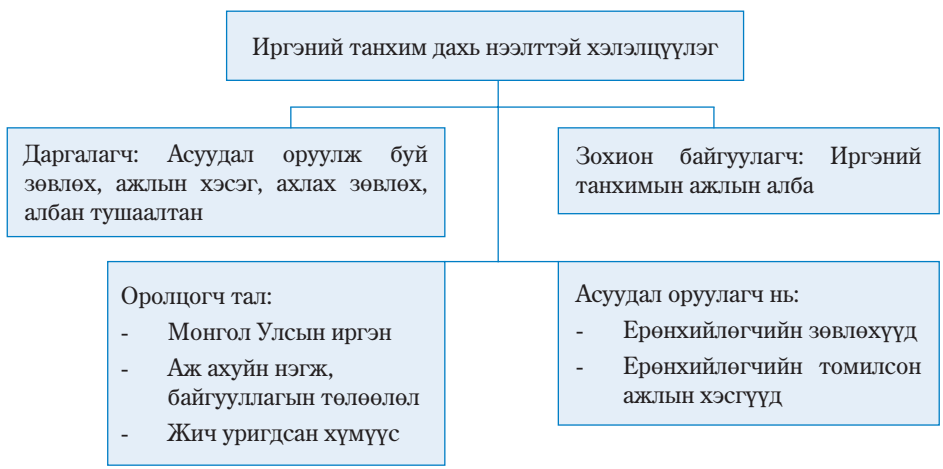 Иргэний танхим дахь нээлттэй хэлэлцүүлэг
Даргалагч: Асуудал оруулж буй
зөвлөх, ажлын хэсэг, ахлах зөвлөх,
албан тушаалтан
Зохион байгуулагч: Иргэний
танхимын ажлын алба
Оролцогч тал:
- Монгол Улсын иргэн
- Аж ахуйн нэгж,
байгууллагын төлөөлөл
- Жич уригдсан хүмүүс
Асуудал оруулагч нь:
- Ерөнхийлөгчийн зөвлөхүүд
- Ерөнхийлөгчийн томилсон
ажлын хэсгүүд